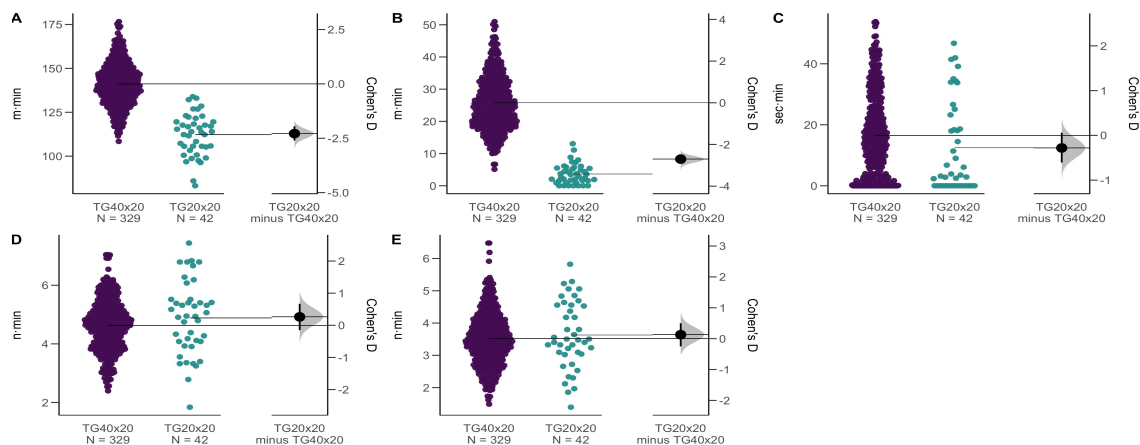 A
m·min
175
150
125
100
2.5
0.0
-2.5
-5.0
Cohen's D
TG40x20
N = 329
TG20x20
N = 42
TG20x20
minus TG40x20
B
m·min
50
40
30
20
10
0
4
2
0
-2
-4
Cohen's D
TG40x20
N = 329
TG20x20
N = 42
TG20x20
minus TG40x20
C
sec·min
40
20
0
2
1
0
-1
Cohen's D
TG40x20
N = 329
TG20x20
N = 42
TG20x20
minus TG40x20
D
n·min
6
4
2
2
1
0
-1
-2
Cohen's D
TG40x20
N = 329
TG20x20
N = 42
TG20x20
minus TG40x20
E
n·min
6
5
4
3
2
3
2
1
0
-1
-2
Cohen's D
TG40x20
N = 329
TG20x20
N = 42
TG20x20
minus TG40x20